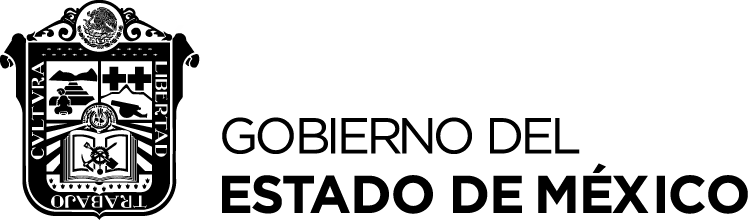 CVLTVRA
LIBERTAD
TRABAJO
GOBIERNO DEL
ESTADO DE MÉXICO